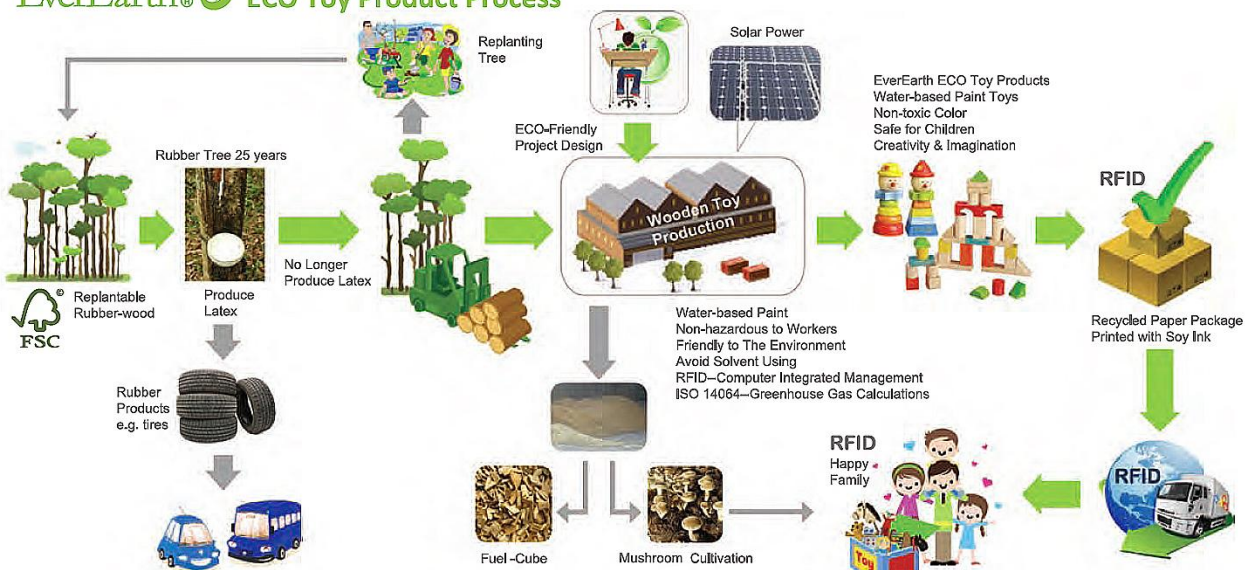 EverEarth® ECO Toy Product Process
Replanting
Tree
Solar Power
ECO-Friendly
Project Design
EverEarth ECO Toy Products
Water-based Paint Toys
Non-toxic Color
Safe for Children
Creativity & Imagination
Rubber Tree 25 years
RFID
Wooden Toy
Production
No Longer
Produce Latex
©
FSC
Replantable
Rubber-wood
Produce
Latex
Water-based Paint
Non-hazardous to Workers
Friendly to The Environment
Avoid Solvent Using
RFID–Computer Integrated Management
ISO 14064–Greenhouse Gas Calculations
Recycled Paper Package
Printed with Soy Ink
Rubber
Products
e.g. tires
RFID
Happy
Family
RFID
Toy
Fuel -Cube
Mushroom Cultivation